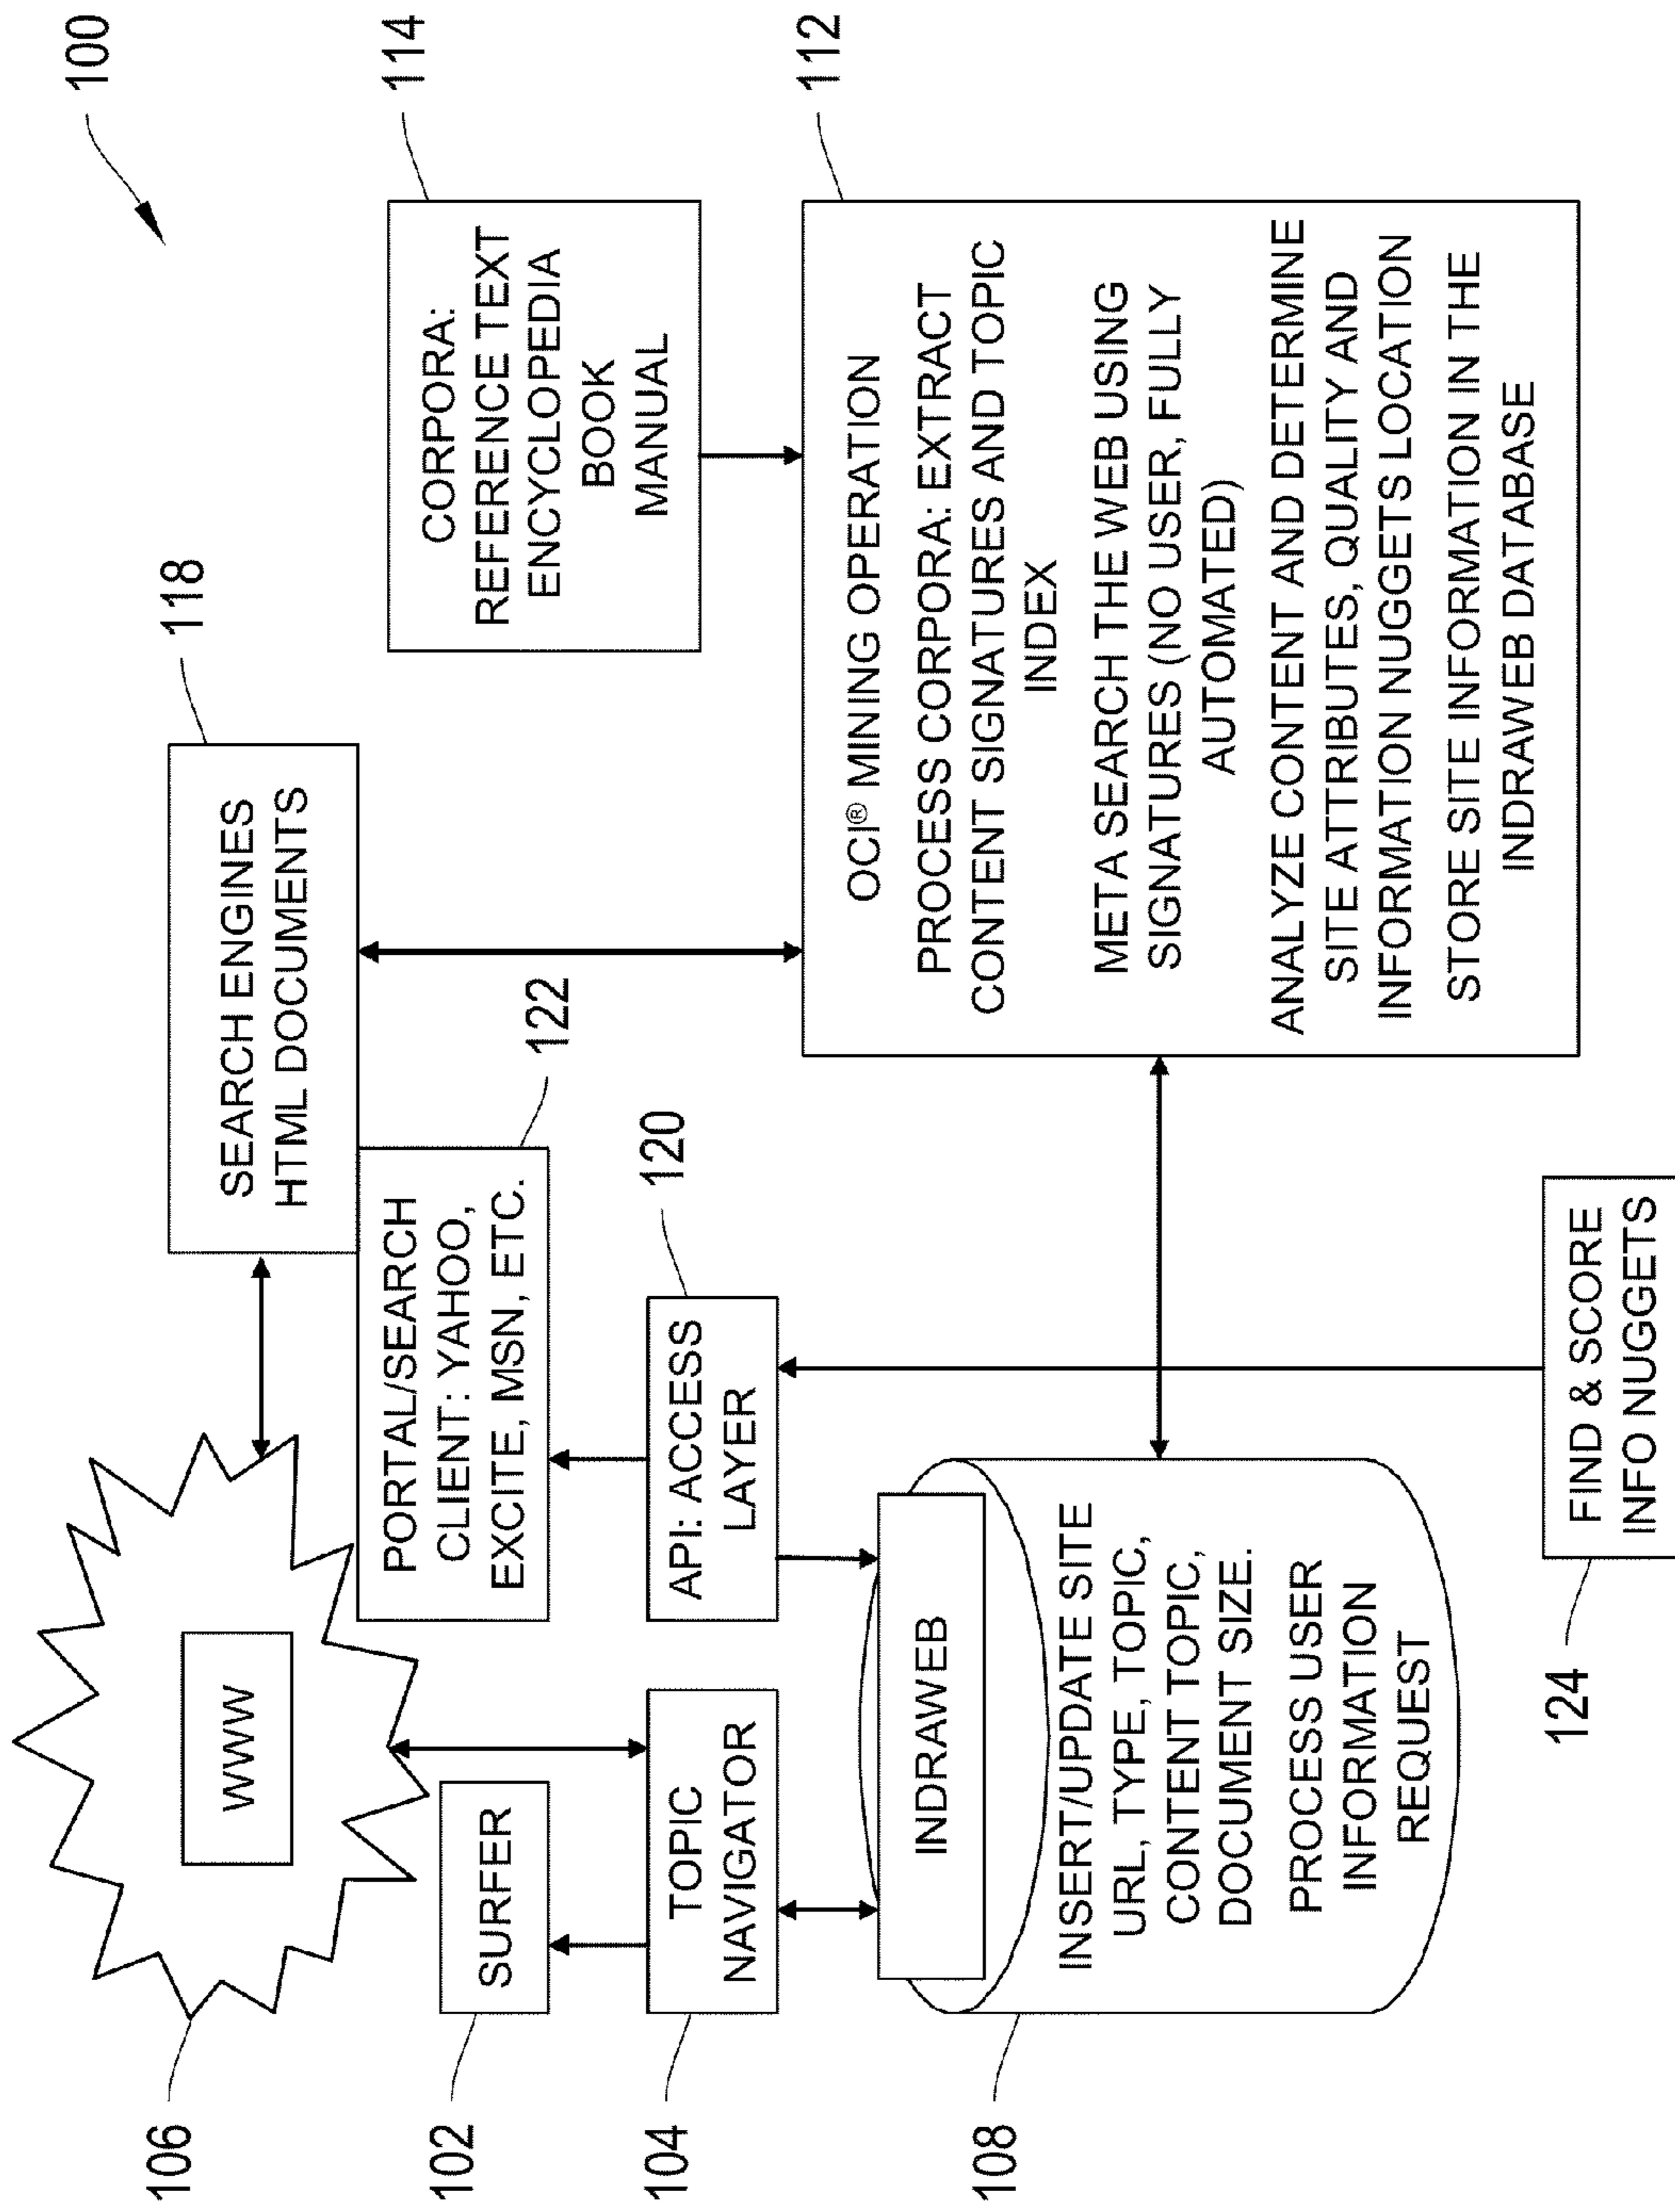 100
106
WWW
118
SEARCH ENGINES
HTML DOCUMENTS
114
CORPORA:
REFERENCE TEXT
ENCYCLOPEDIA
BOOK
MANUAL
102
SURFER
122
PORTAL/SEARCH
CLIENT: YAHOO,
EXCITE, MSN, ETC.
104
TOPIC
NAVIGATOR
120
API: ACCESS
LAYER
108
INDRAWEB
INSERT/UPDATE SITE
URL, TYPE, TOPIC,
CONTENT TOPIC,
DOCUMENT SIZE.
PROCESS USER
INFORMATION
REQUEST
112
OCI® MINING OPERATION
PROCESS CORPORA: EXTRACT
CONTENT SIGNATURES AND TOPIC
INDEX
META SEARCH THE WEB USING
SIGNATURES (NO USER, FULLY
AUTOMATED)
ANALYZE CONTENT AND DETERMINE
SITE ATTRIBUTES, QUALITY AND
INFORMATION NUGGETS LOCATION
STORE SITE INFORMATION IN THE
INDRAWEB DATABASE
124
FIND & SCORE
INFO NUGGETS